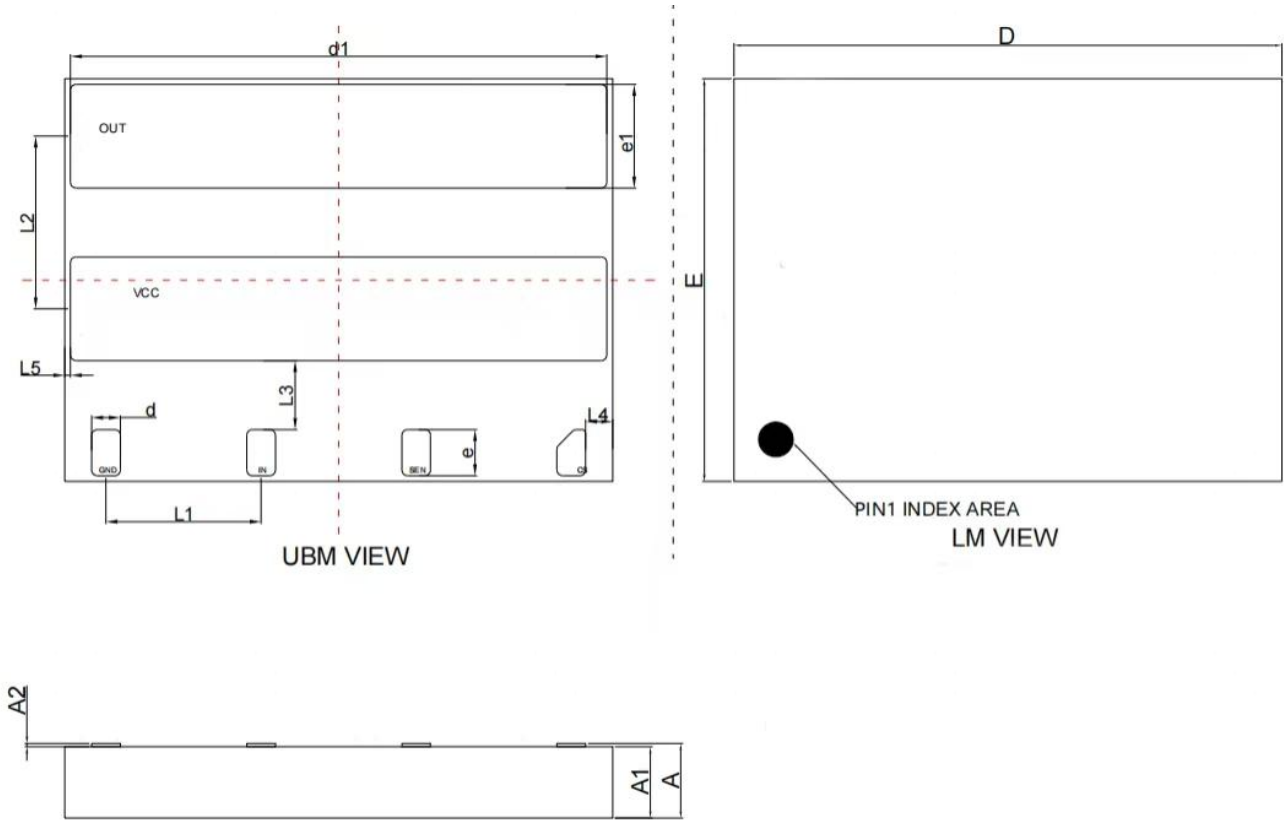 d1
D
OUT
e1
L2
VCC
E
L5
L3
d
L4
e
GND
IN
SEN
CS
L1
PIN1 INDEX AREA
UBM VIEW
LM VIEW
A2
A1
A